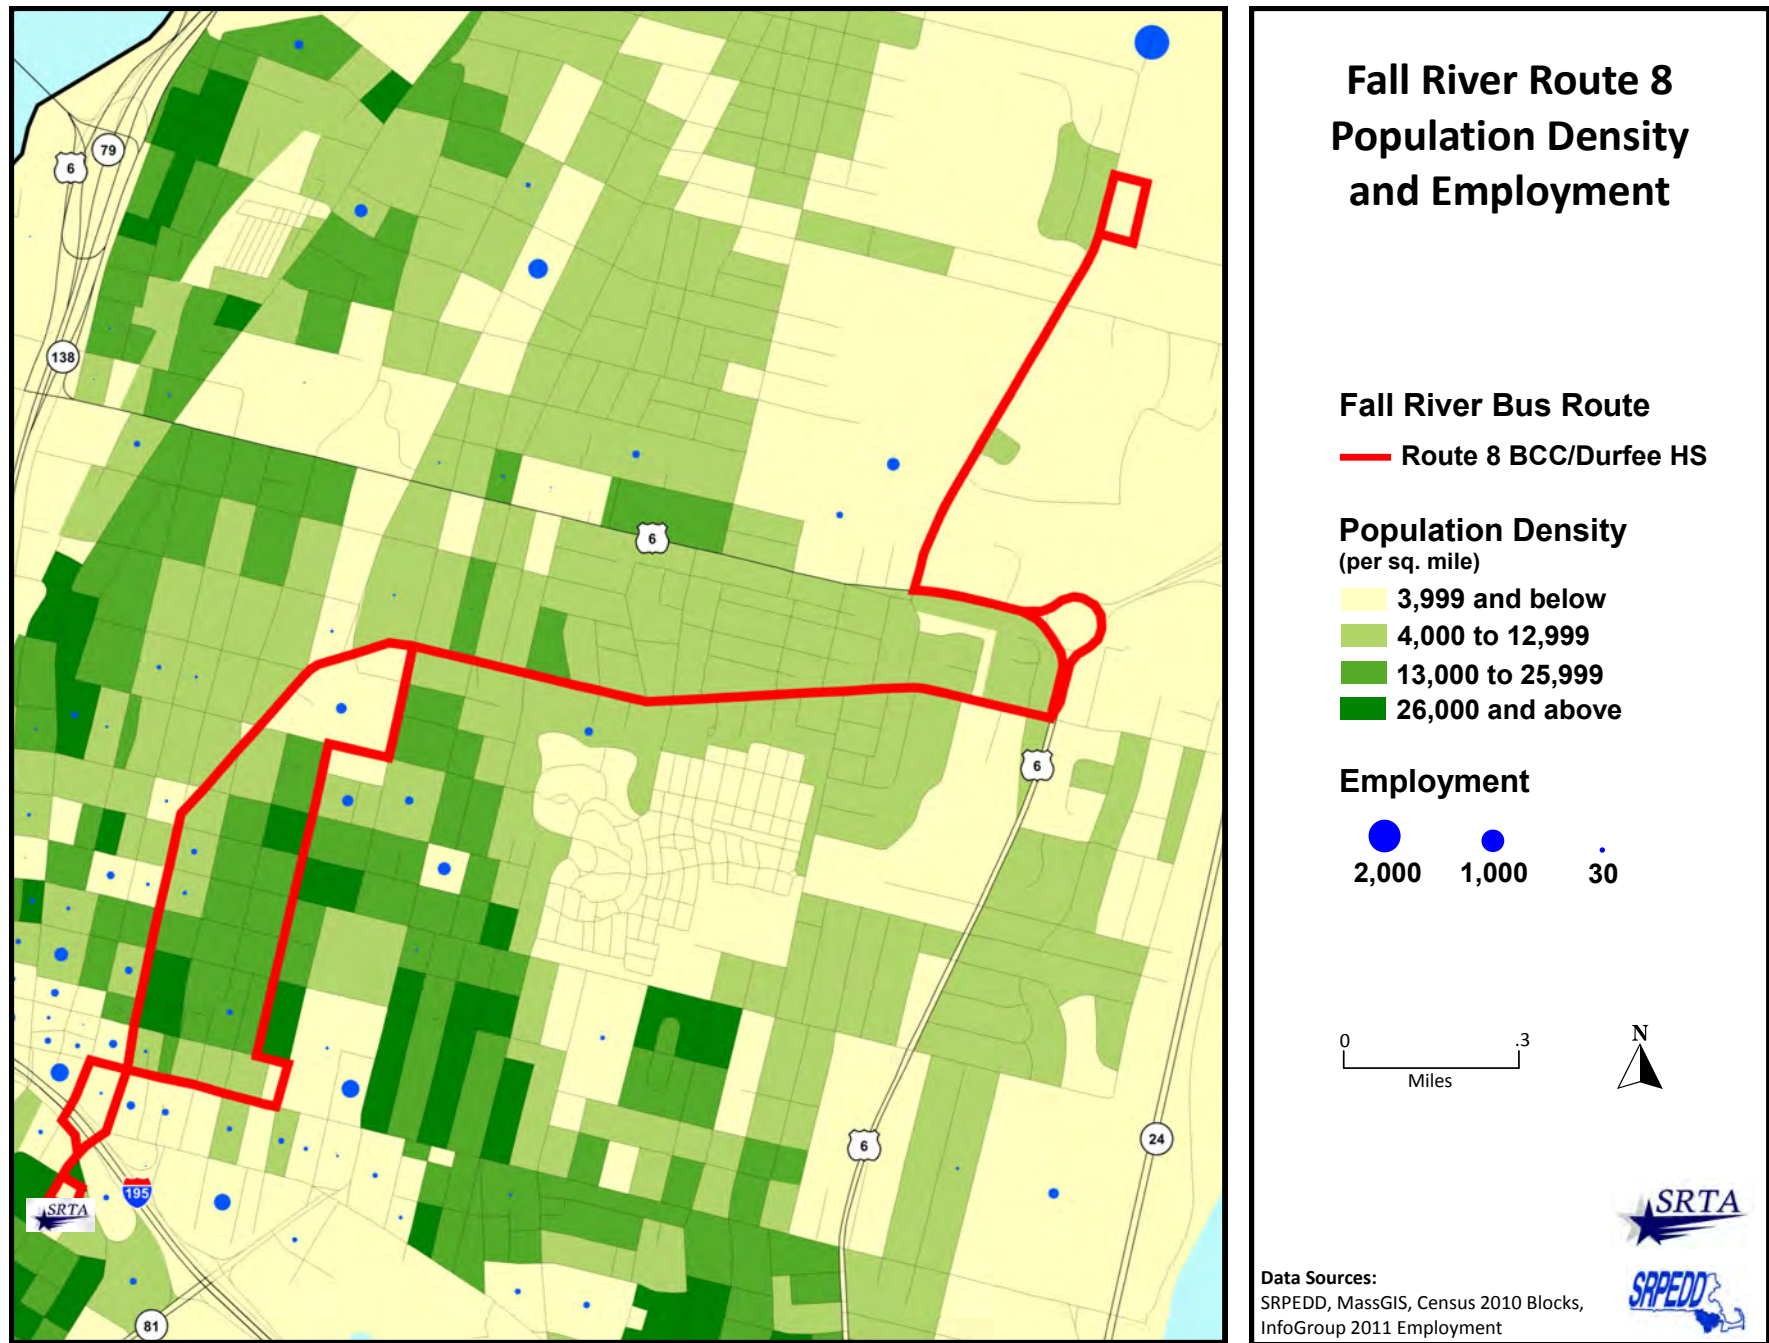 Fall River Route 8
Population Density
and Employment
Fall River Bus Route
Route 8 BCC/Durfee HS
Population Density
(per sq. mile)
3,999 and below
4,000 to 12,999
13,000 to 25,999
26,000 and above
Employment
2,000 1,000 30
0 .3
Miles
N
SRTA
SRPEDD
Data Sources:
SRPEDD, MassGIS, Census 2010 Blocks,
InfoGroup 2011 Employment
79
6
138
6
6
6
24
195
SRTA
81